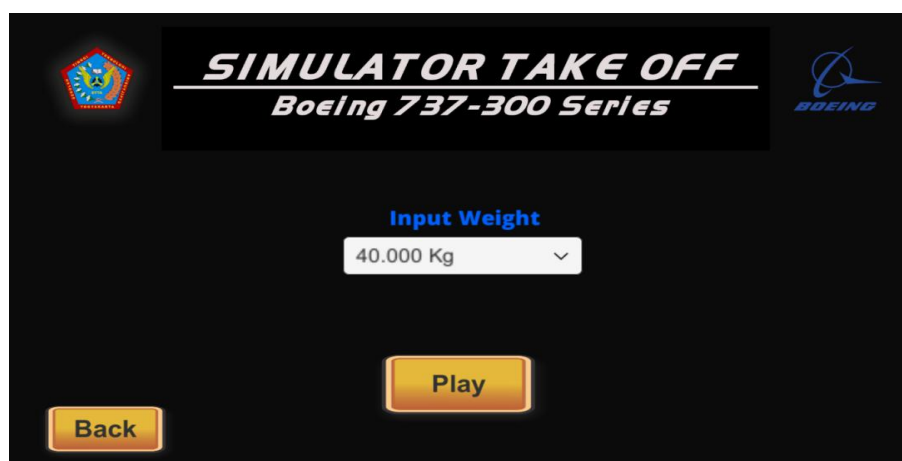 SIMULATOR TAKE OFF
Boeing 737-300 Series
BOEING
Input Weight
40.000 Kg
Play
Back